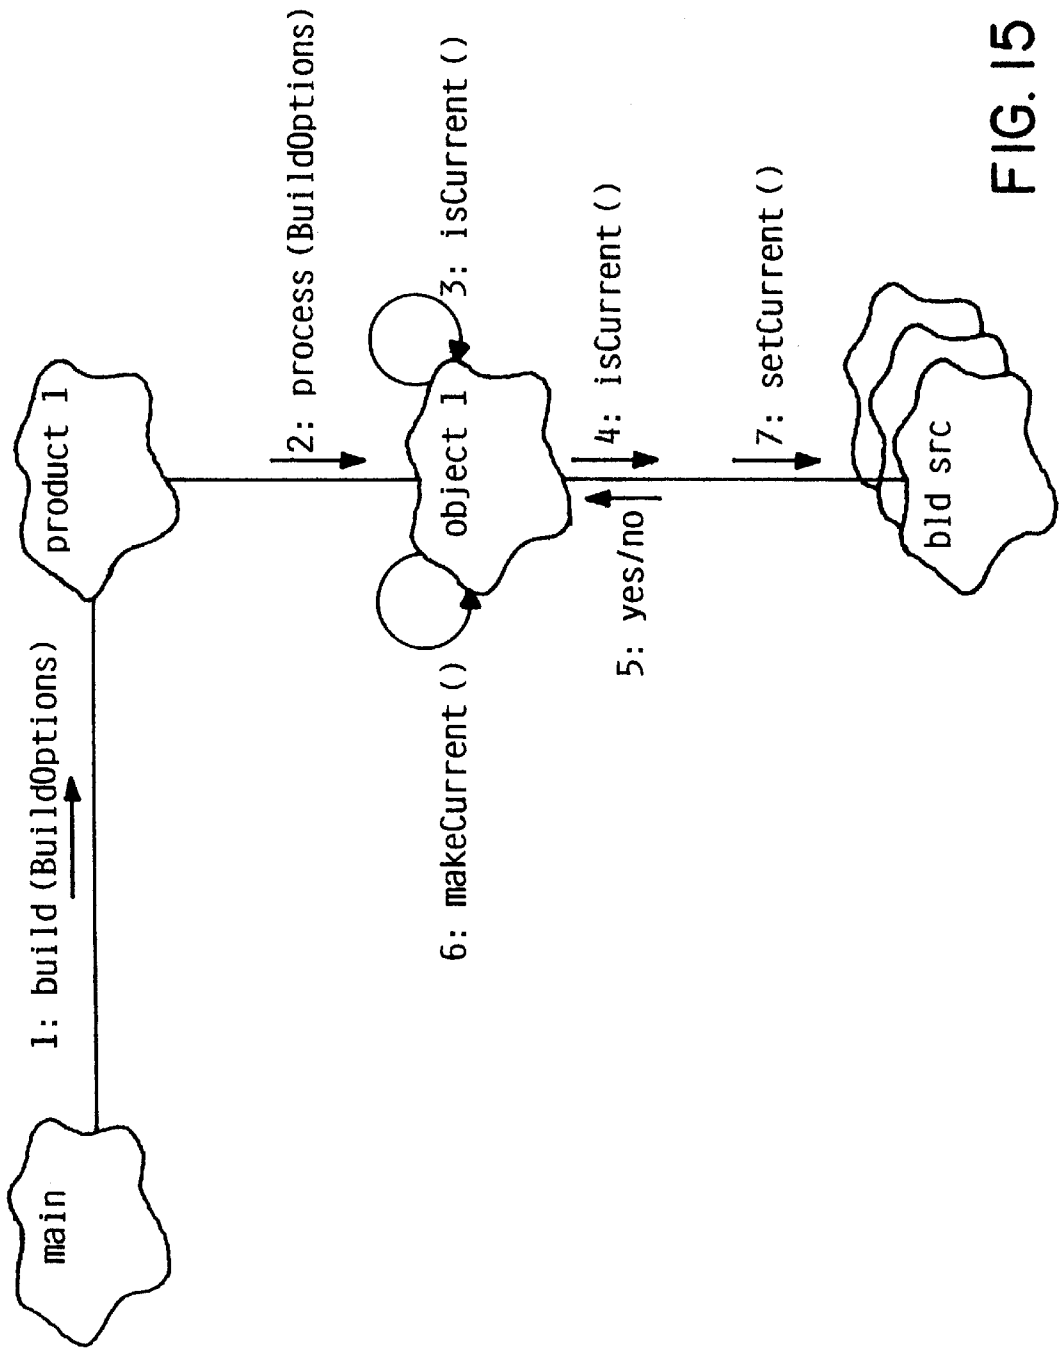 main
1: build (BuildOptions)
product 1
2: process (BuildOptions)
3: isCurrent ()
object 1
6: makeCurrent ()
4: isCurrent ()
5: yes/no
7: setCurrent ()
bld src
FIG. 15